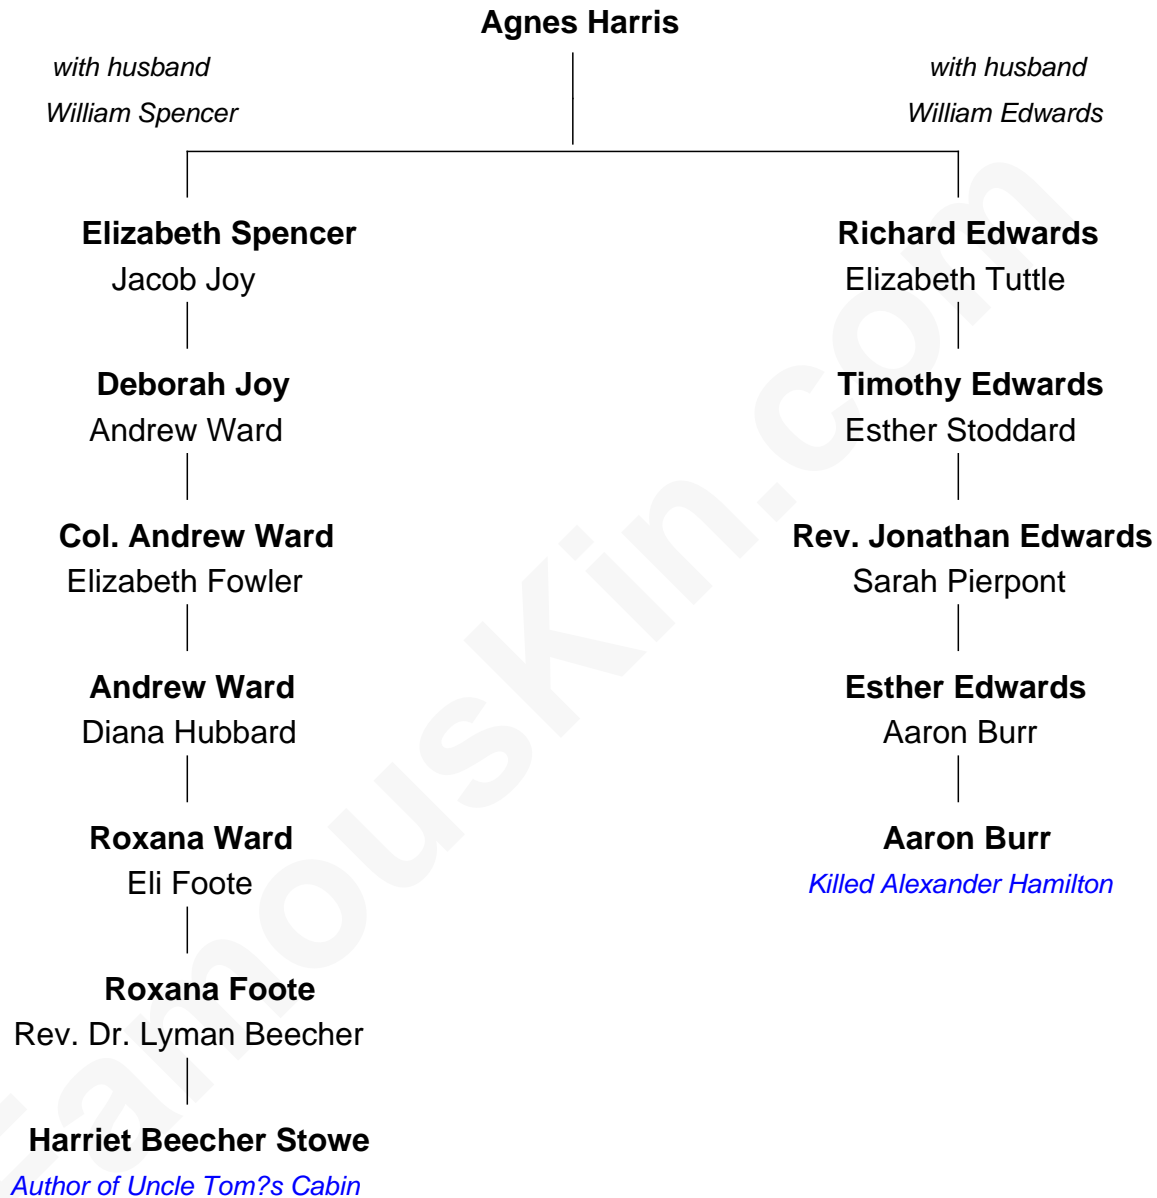 Agnes Harris
with husband
William Spencer
with husband
William Edwards
Elizabeth Spencer
Jacob Joy
Richard Edwards
Elizabeth Tuttle
Deborah Joy
Andrew Ward
Timothy Edwards
Esther Stoddard
Col. Andrew Ward
Elizabeth Fowler
Rev. Jonathan Edwards
Sarah Pierpont
Andrew Ward
Diana Hubbard
Esther Edwards
Aaron Burr
Roxana Ward
Eli Foote
Aaron Burr
Killed Alexander Hamilton
Roxana Foote
Rev. Dr. Lyman Beecher
Harriet Beecher Stowe
Author of Uncle Tom?s Cabin
FamousKin.com